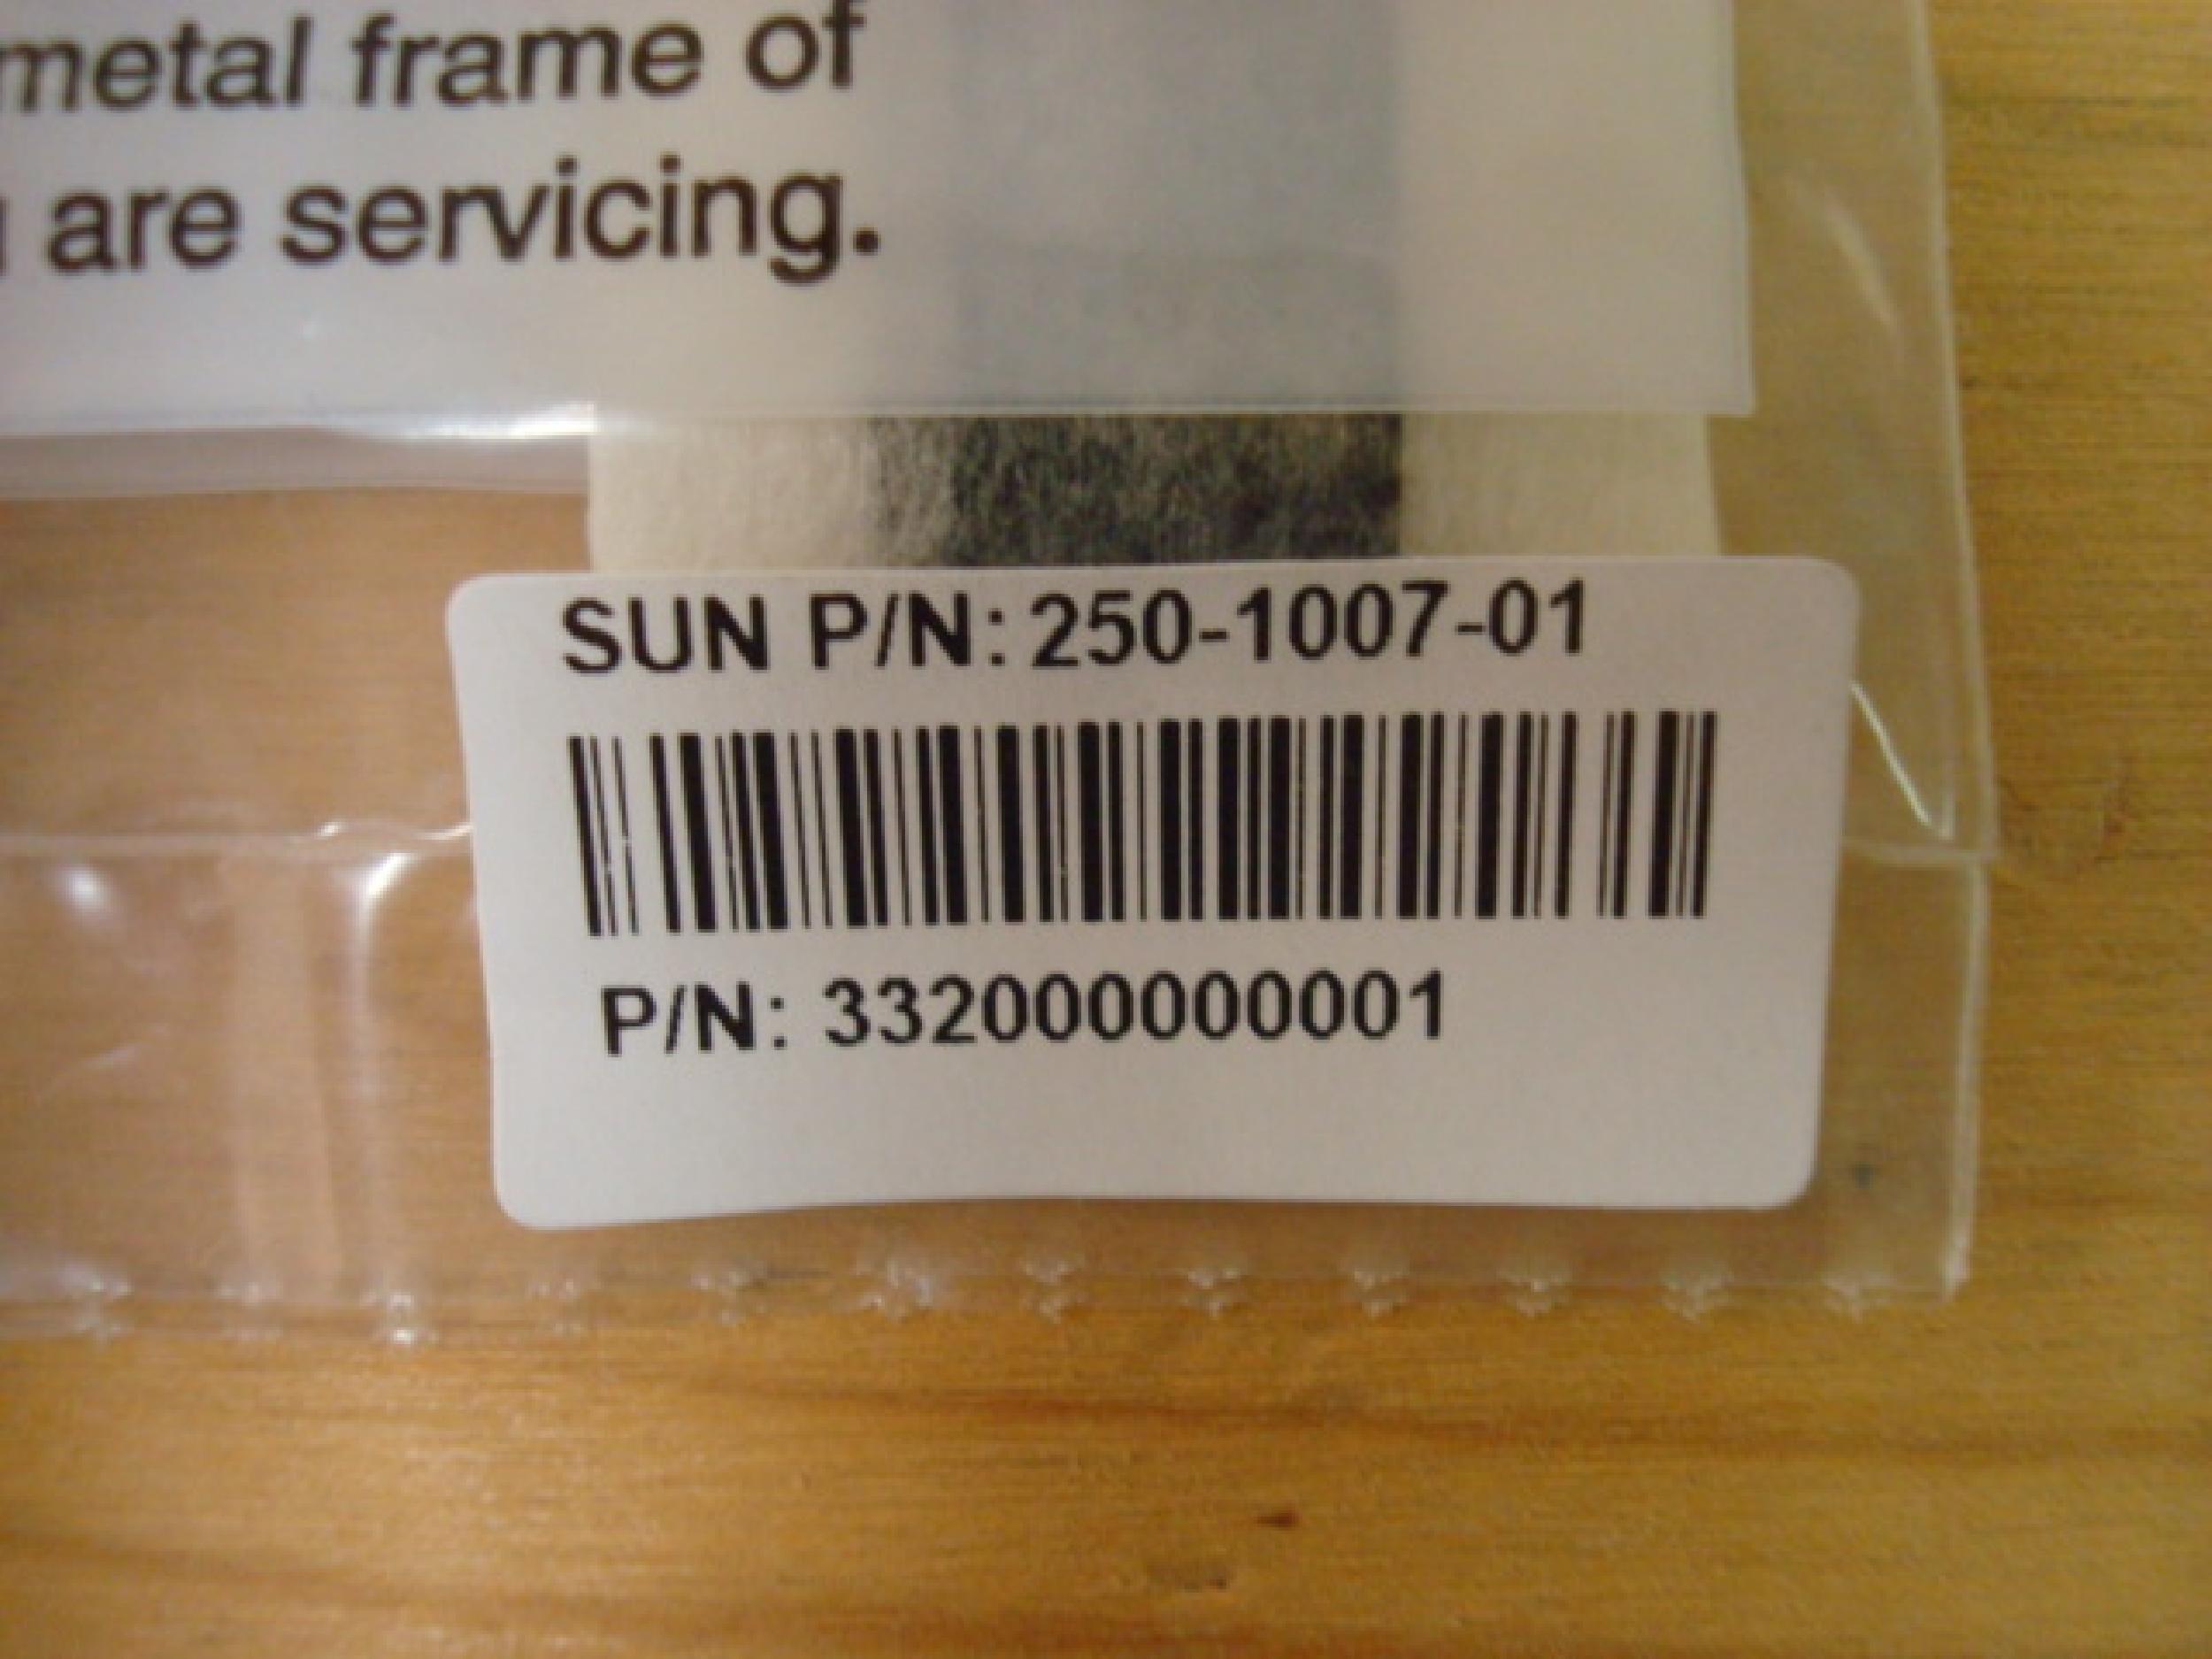 metal frame of
are servicing.
SUN P/N: 250-1007-01
P/N: 332000000001